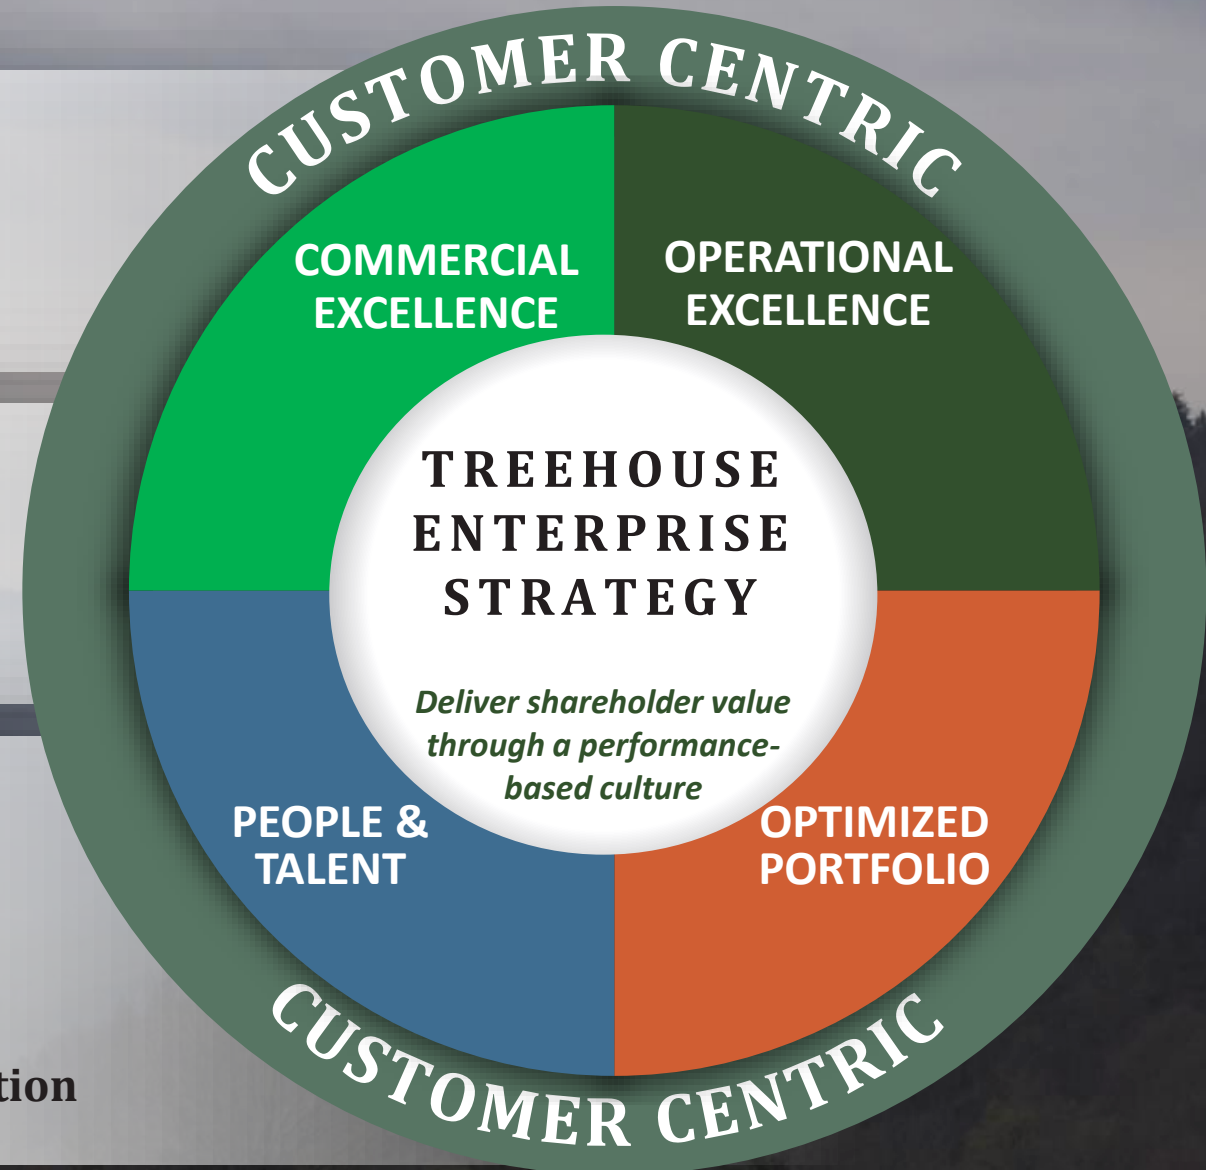 CUSTOMER CENTRIC
COMMERCIAL
EXCELLENCE
OPERATIONAL
EXCELLENCE
TREEHOUSE
ENTERPRISE
STRATEGY
Deliver shareholder value
through a performance-
based culture
PEOPLE &
TALENT
OPTIMIZED
PORTFOLIO
CUSTOMER CENTRIC
tion